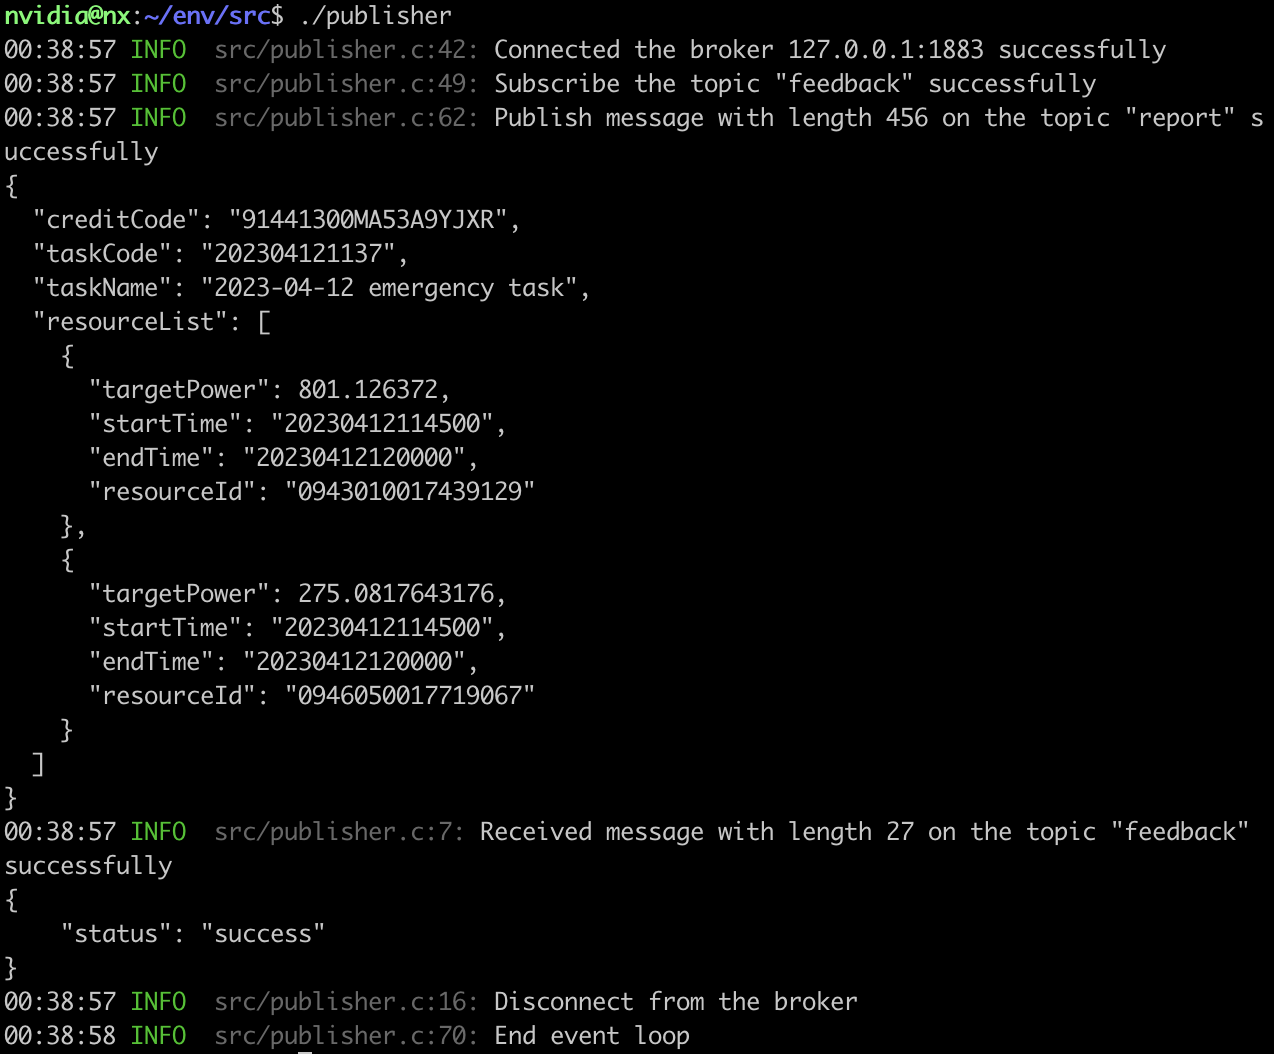 nvidia@nx:~/env/src$ ./publisher
00:38:57 INFO  src/publisher.c:42: Connected the broker 127.0.0.1:1883 successfully
00:38:57 INFO  src/publisher.c:49: Subscribe the topic "feedback" successfully
00:38:57 INFO  src/publisher.c:62: Publish message with length 456 on the topic "report" s
uccessfully
{
  "creditCode": "91441300MA53A9YJXR",
  "taskCode": "202304121137",
  "taskName": "2023-04-12 emergency task",
  "resourceList": [
    {
      "targetPower": 801.126372,
      "startTime": "20230412114500",
      "endTime": "20230412120000",
      "resourceId": "0943010017439129"
    },
    {
      "targetPower": 275.0817643176,
      "startTime": "20230412114500",
      "endTime": "20230412120000",
      "resourceId": "0946050017719067"
    }
  ]
}
00:38:57 INFO  src/publisher.c:7: Received message with length 27 on the topic "feedback"
successfully
{
    "status": "success"
}
00:38:57 INFO  src/publisher.c:16: Disconnect from the broker
00:38:58 INFO  src/publisher.c:70: End event loop